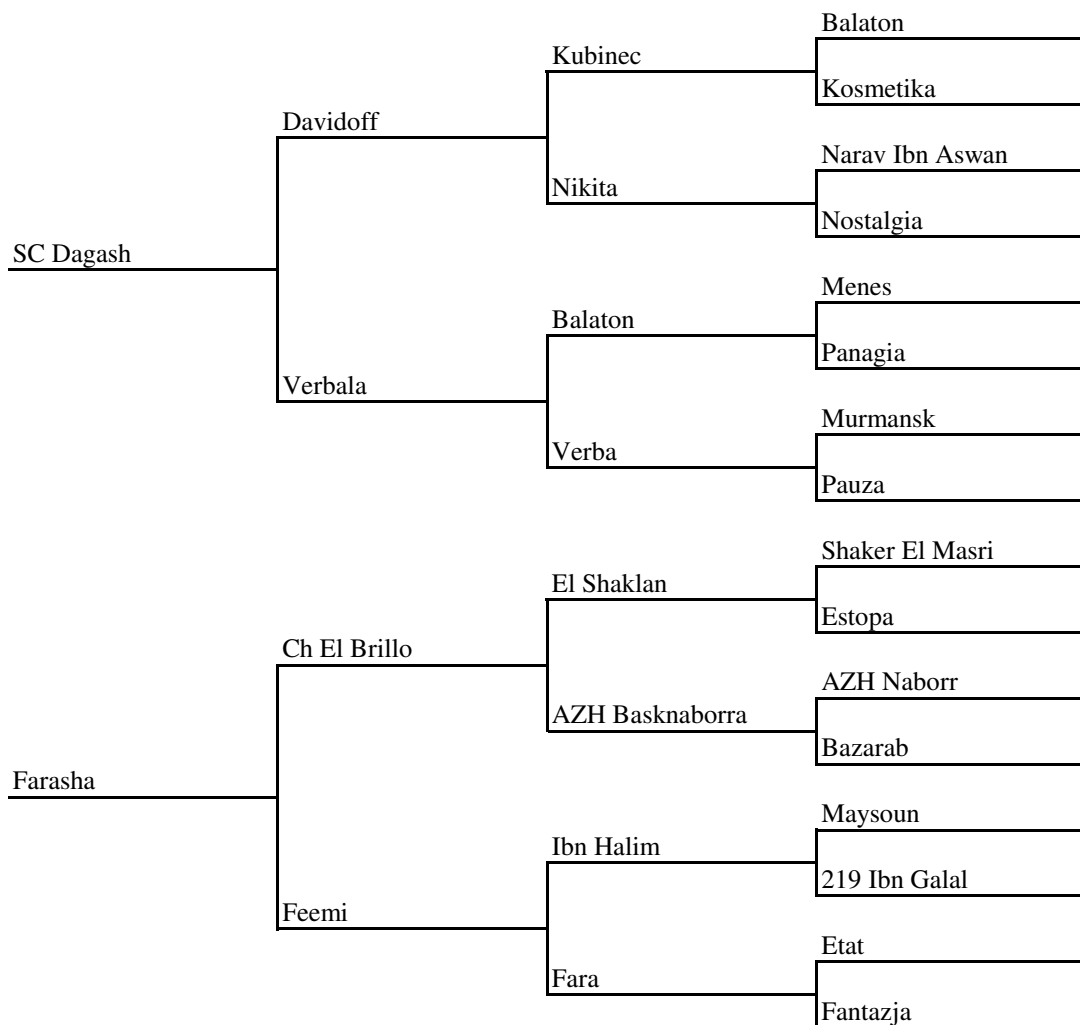 Balaton
Kubinec
Kosmetika
Davidoff
Narav Ibn Aswan
Nikita
Nostalgia
SC Dagash
Menes
Balaton
Panagia
Verbala
Murmansk
Verba
Pauza
Shaker El Masri
El Shaklan
Estopa
Ch El Brillo
AZH Naborr
AZH Basknaborra
Bazarab
Farasha
Maysoun
Ibn Halim
219 Ibn Galal
Feemi
Etat
Fara
Fantazja